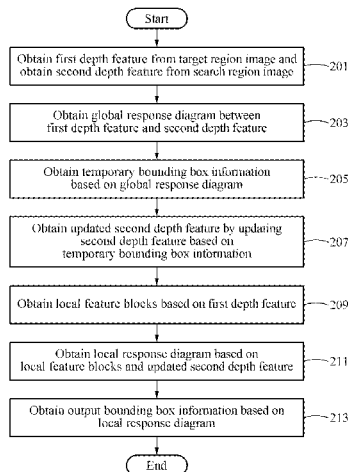 Start
Obtain first depth feature from target region image and
obtain second depth feature from search region image
201
Obtain global response diagram between
first depth feature and second depth feature
203
Obtain temporary bounding box information
based on global response diagram
205
Obtain updated second depth feature by updating
second depth feature based on
temporary bounding box information
207
Obtain local feature blocks based on first depth feature
209
Obtain local response diagram based on
local feature blocks and updated second depth feature
211
Obtain output bounding box information based on
local response diagram
213
End